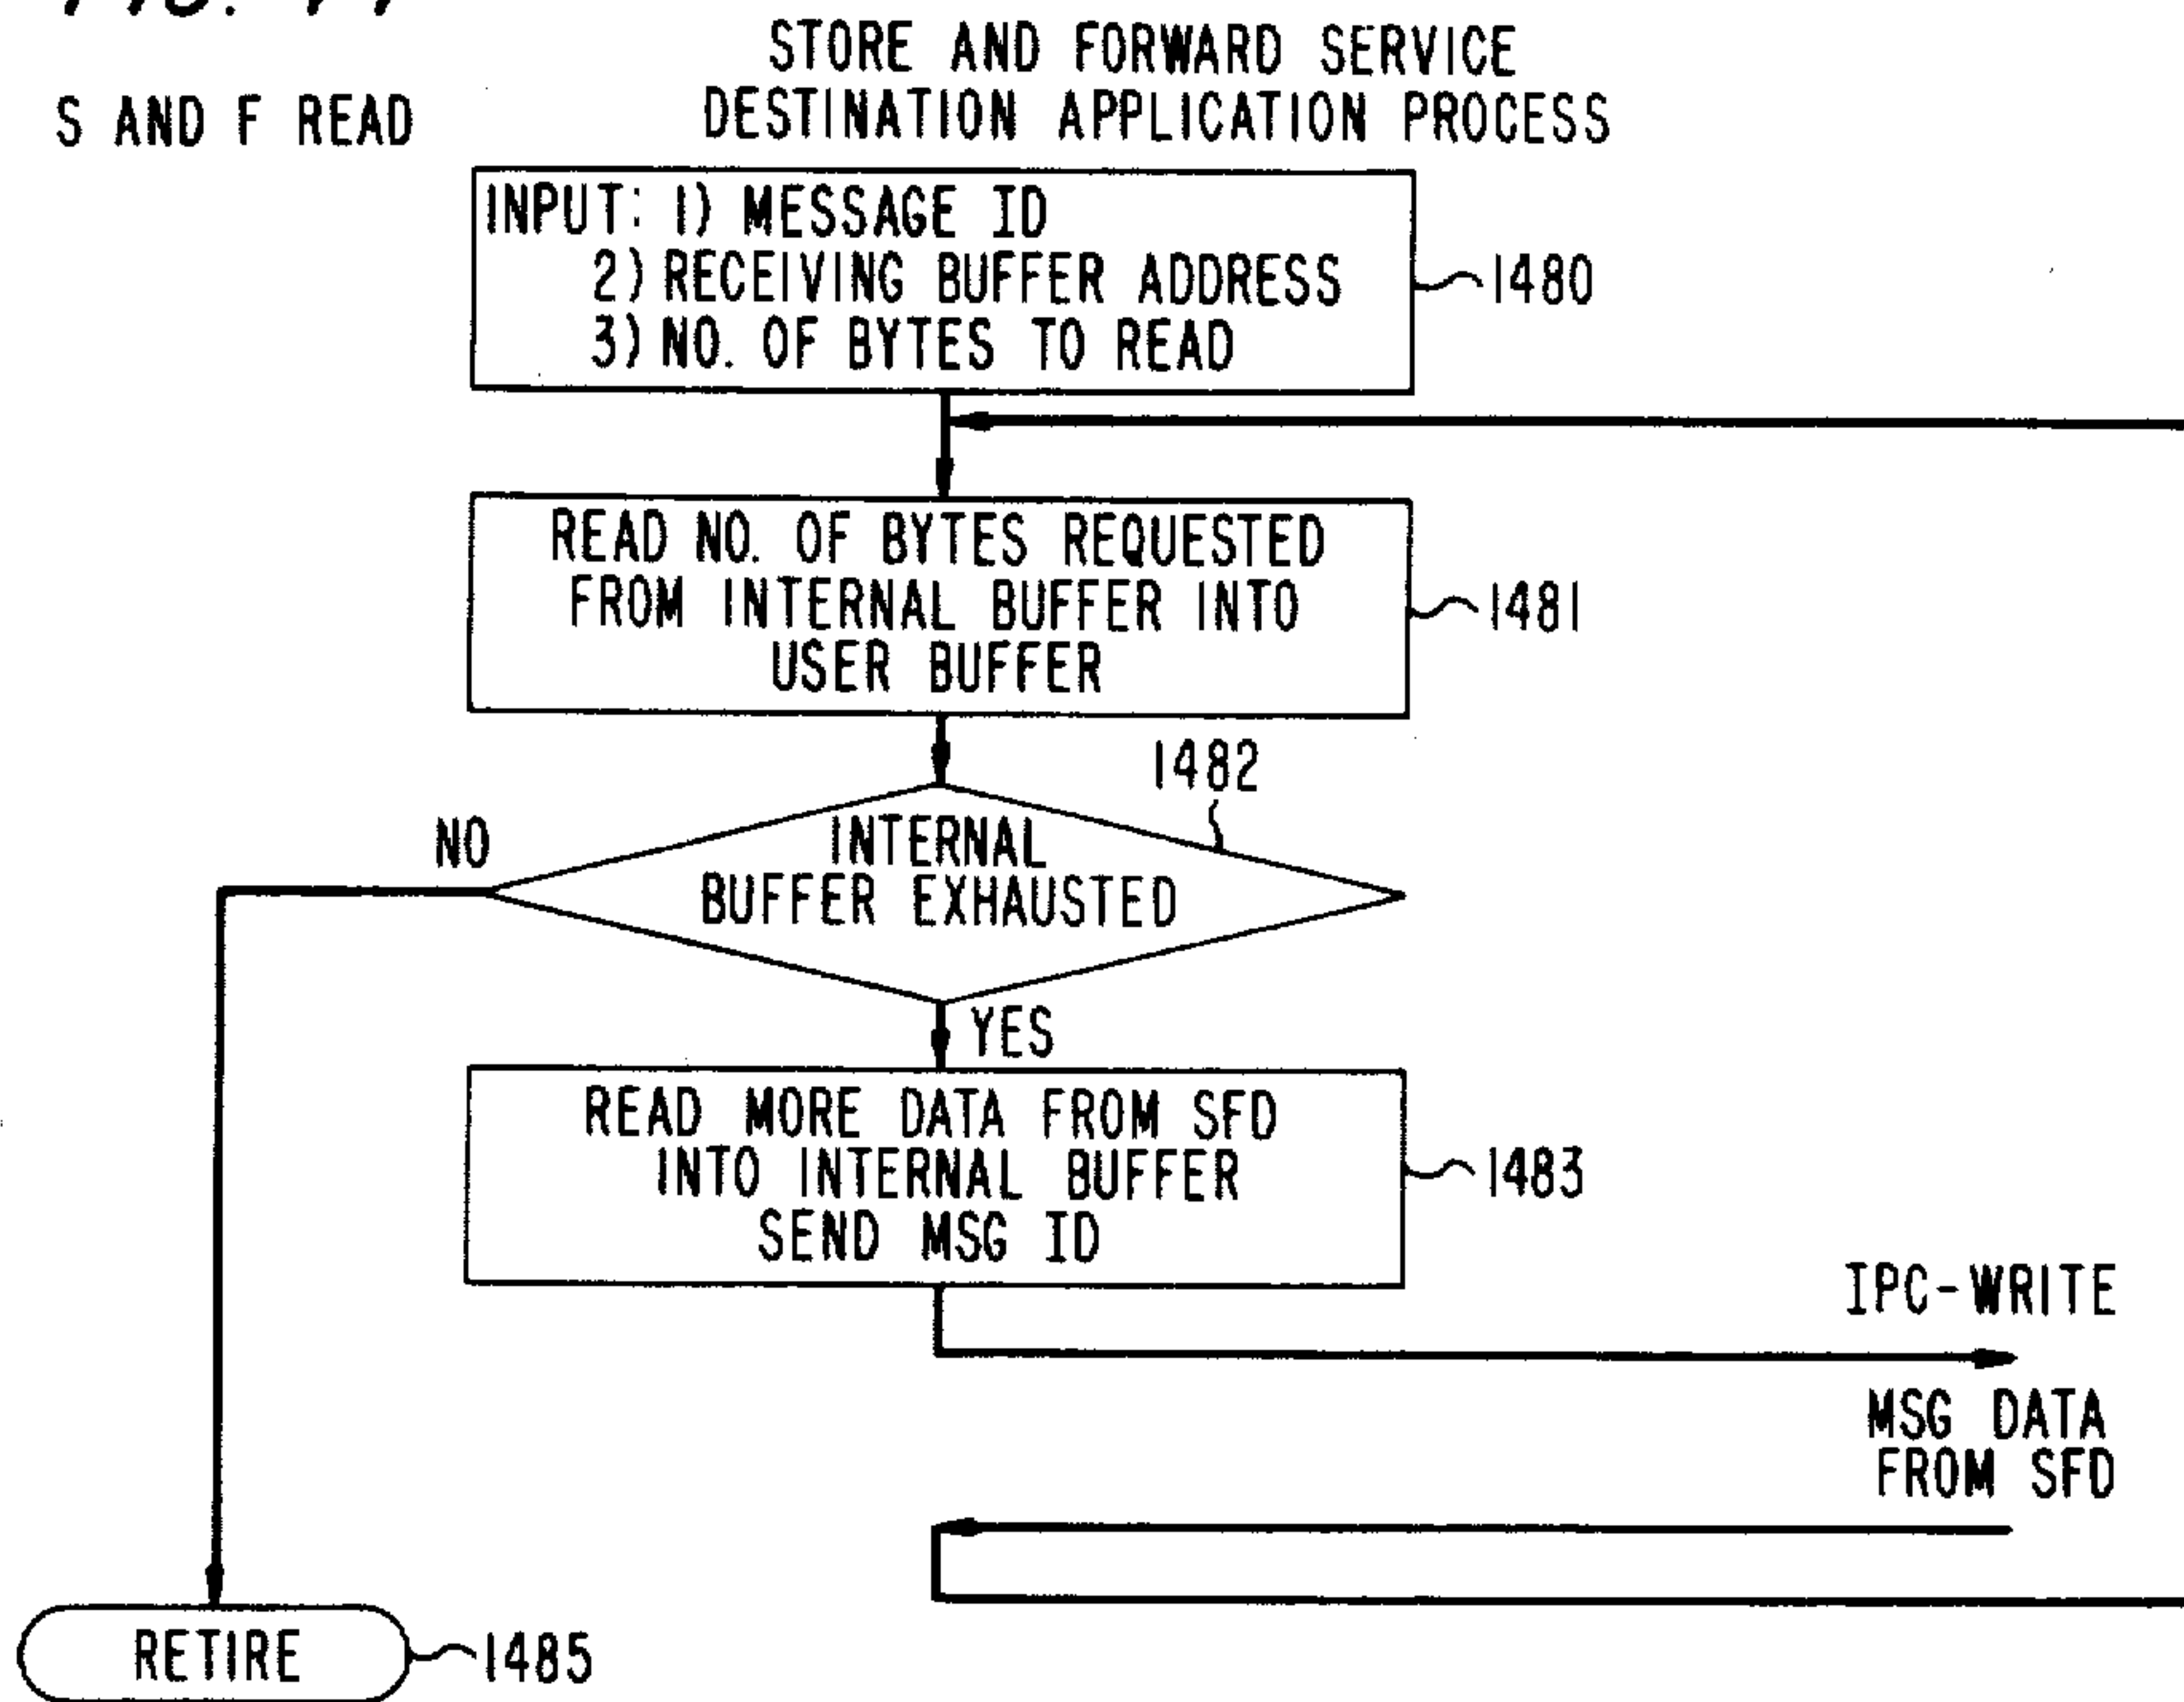 S AND F READ
STORE AND FORWARD SERVICE
DESTINATION APPLICATION PROCESS
INPUT: 1) MESSAGE ID
2) RECEIVING BUFFER ADDRESS
3) NO. OF BYTES TO READ
1480
READ NO. OF BYTES REQUESTED
FROM INTERNAL BUFFER INTO
USER BUFFER
1481
1482
INTERNAL
BUFFER EXHAUSTED
NO
YES
READ MORE DATA FROM SFD
INTO INTERNAL BUFFER
SEND MSG ID
1483
IPC-WRITE
MSG DATA
FROM SFD
RETIRE
1485